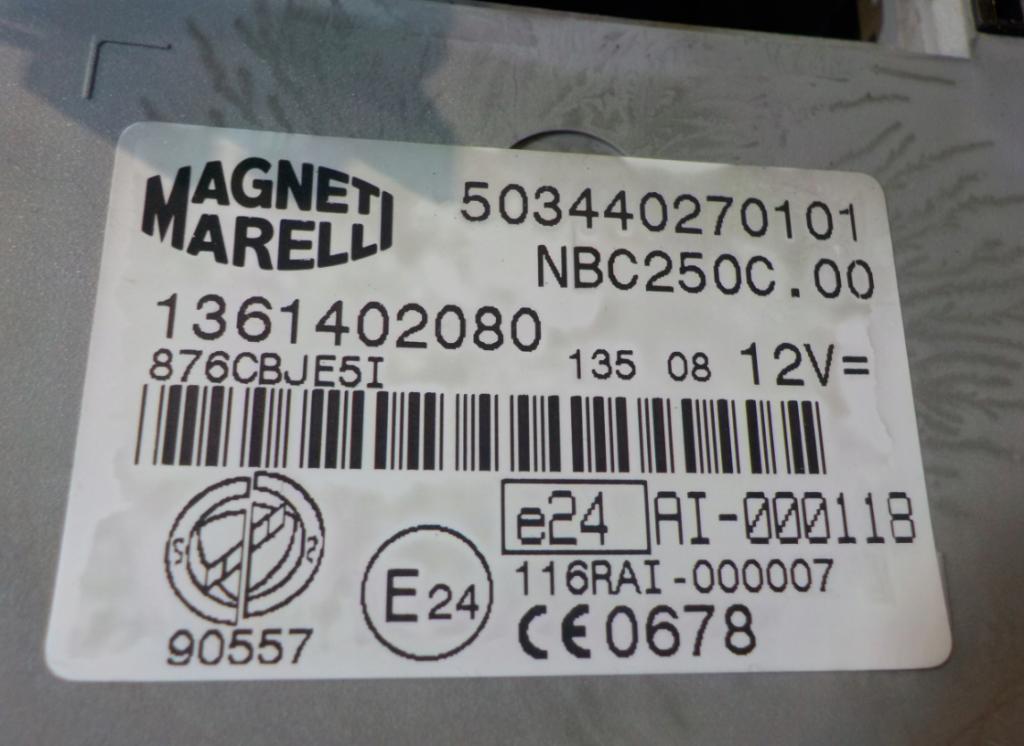 MAGNETI
MARELLI
503440270101
NBC250C.00
1361402080
876CBJE5I
135 08 12V=
e24 AI-000118
116RAI-000007
E24
CE0678
90557